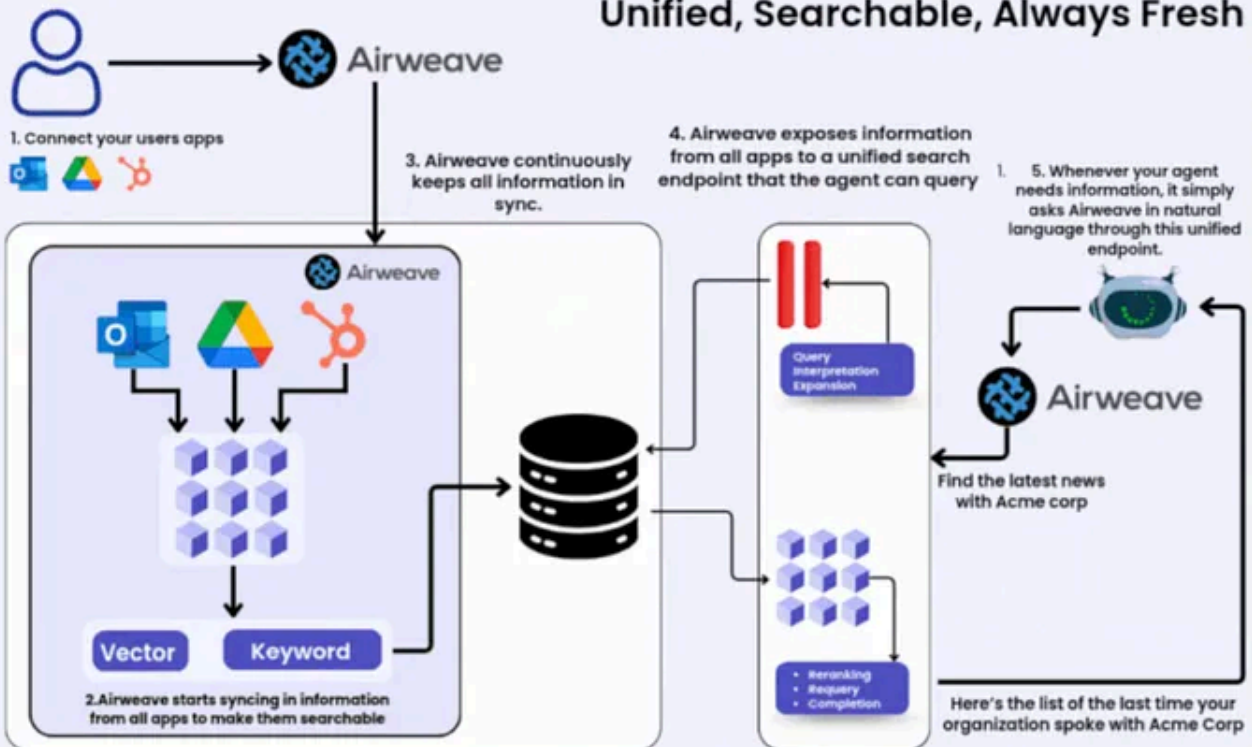 Unified, Searchable, Always Fresh
Airweave
1. Connect your users apps
3. Airweave continuously
keeps all information in
sync.
4. Airweave exposes information
from all apps to a unified search
endpoint that the agent can query
1. 5. Whenever your agent
needs information, it simply
asks Airweave in natural
language through this unified
endpoint.
Airweave
Vector
Keyword
2.Airweave starts syncing in information
from all apps to make them searchable
Query
Interpretation
Expansion
Airweave
Find the latest news
with Acme corp
• Reranking
• Requery
• Completion
Here's the list of the last time your
organization spoke with Acme Corp